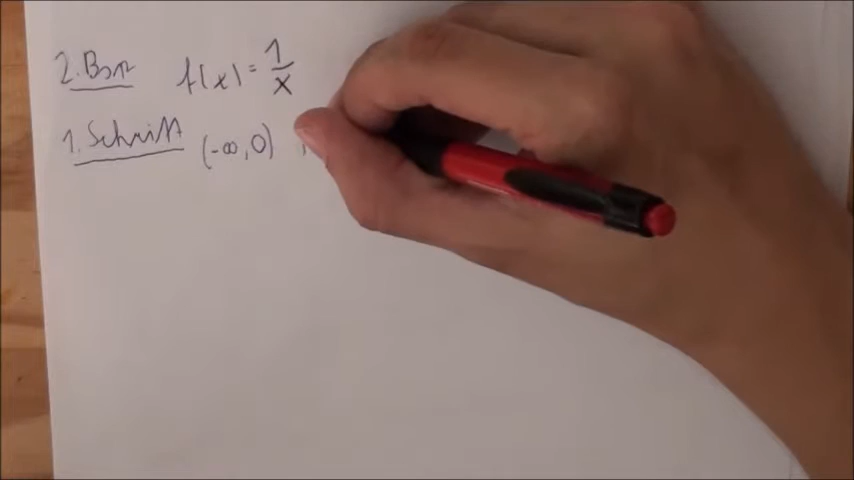 2. Bsp f(x) = 1/x
1. Schritt (-∞, 0)